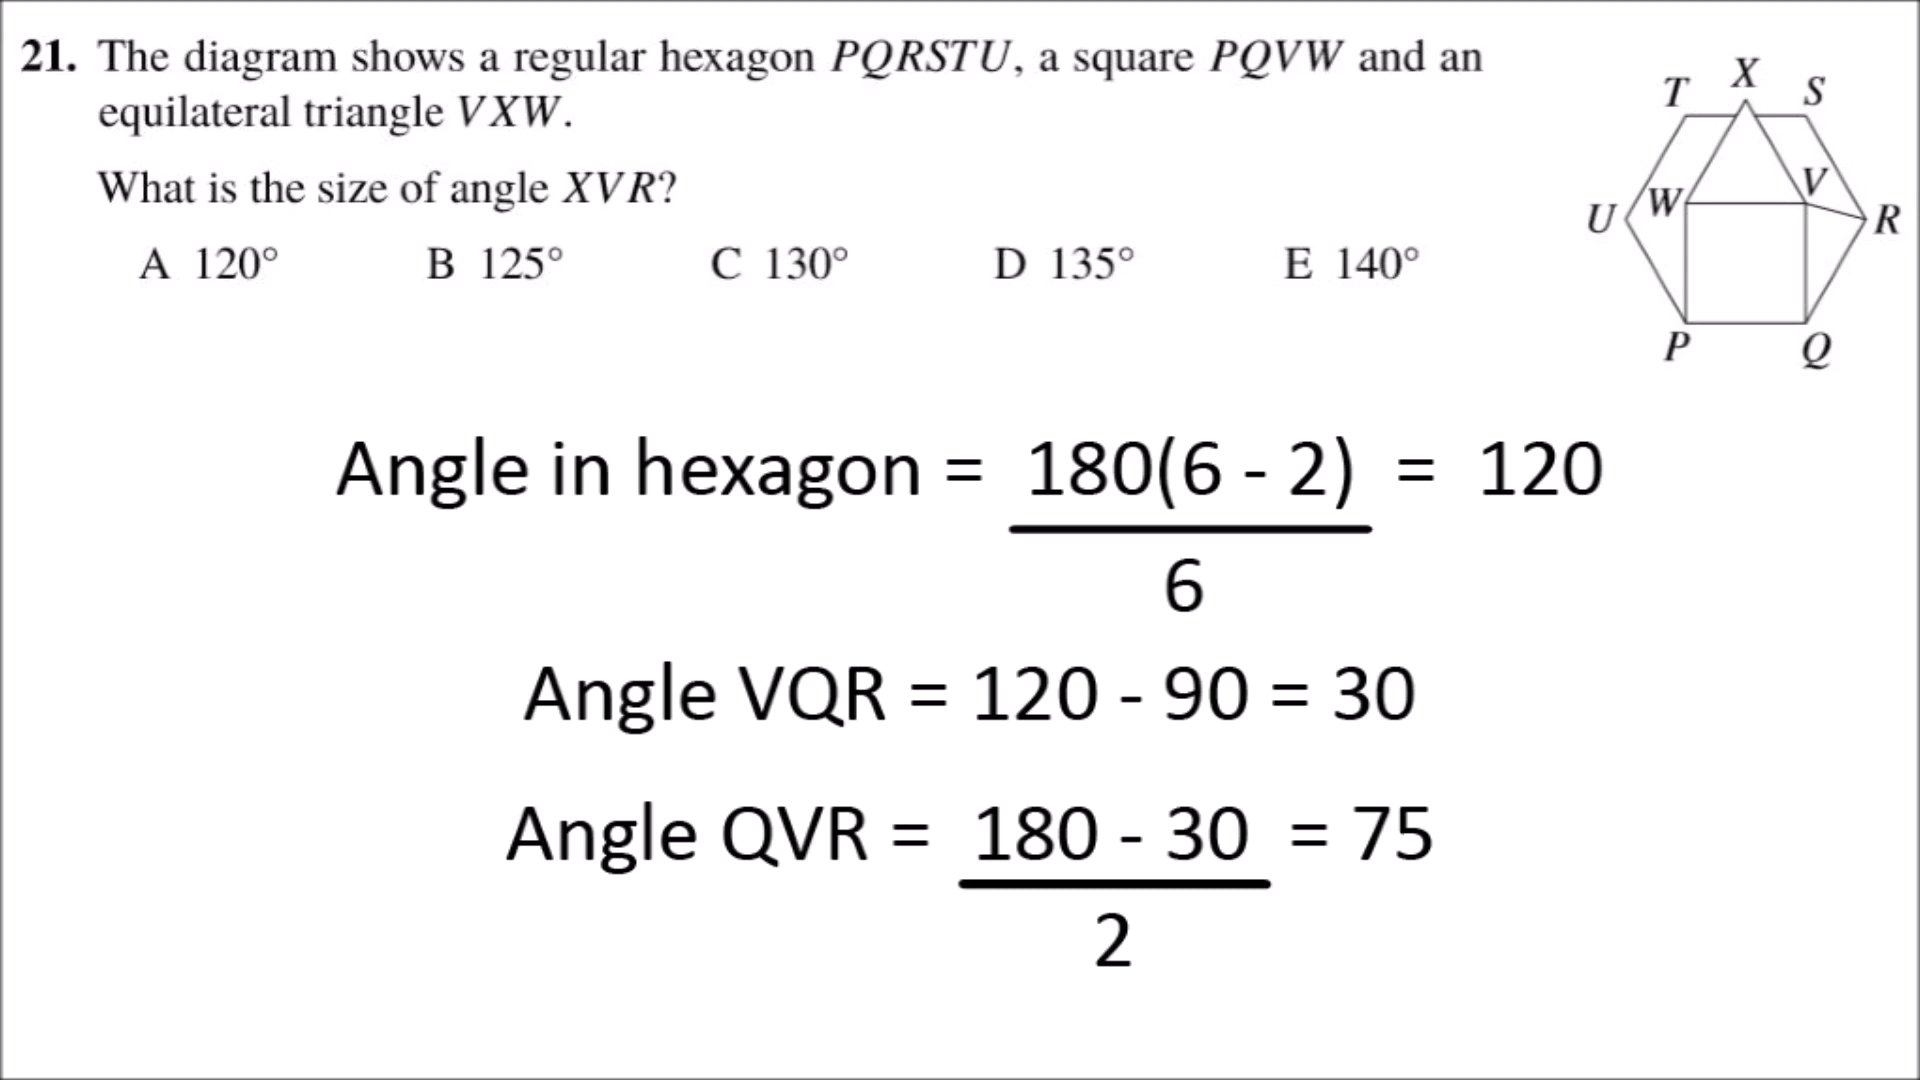 21. The diagram shows a regular hexagon PQRSTU, a square PQVW and an
equilateral triangle VXW.
What is the size of angle XVR?
A 120° B 125° C 130° D 135° E 140°
T X S
U W V R
P Q
Angle in hexagon = 180(6 - 2) = 120
6
Angle VQR = 120 - 90 = 30
Angle QVR = 180 - 30 = 75
2